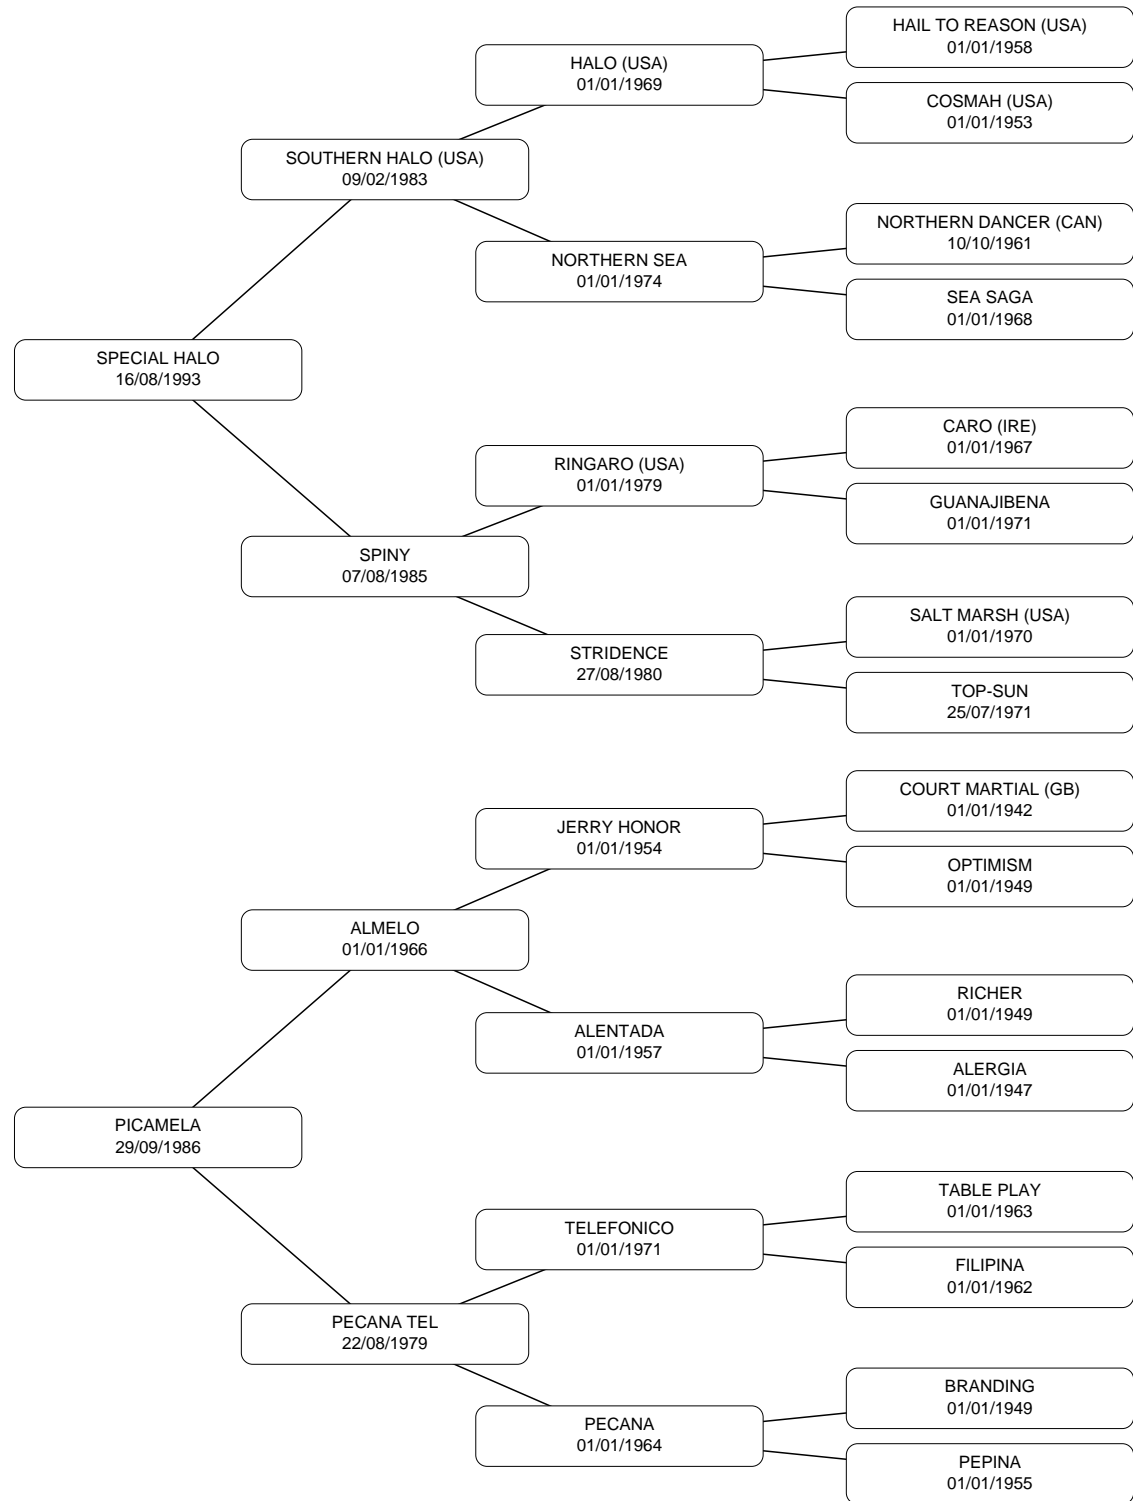 HAIL TO REASON (USA)
01/01/1958
HALO (USA)
01/01/1969
COSMAH (USA)
01/01/1953
SOUTHERN HALO (USA)
09/02/1983
NORTHERN DANCER (CAN)
10/10/1961
NORTHERN SEA
01/01/1974
SEA SAGA
01/01/1968
SPECIAL HALO
16/08/1993
CARO (IRE)
01/01/1967
RINGARO (USA)
01/01/1979
GUANAJIBENA
01/01/1971
SPINY
07/08/1985
SALT MARSH (USA)
01/01/1970
STRIDENCE
27/08/1980
TOP-SUN
25/07/1971
COURT MARTIAL (GB)
01/01/1942
JERRY HONOR
01/01/1954
OPTIMISM
01/01/1949
ALMELO
01/01/1966
RICHER
01/01/1949
ALENTADA
01/01/1957
ALERGIA
01/01/1947
PICAMELA
29/09/1986
TABLE PLAY
01/01/1963
TELEFONICO
01/01/1971
FILIPINA
01/01/1962
PECANA TEL
22/08/1979
BRANDING
01/01/1949
PECANA
01/01/1964
PEPINA
01/01/1955